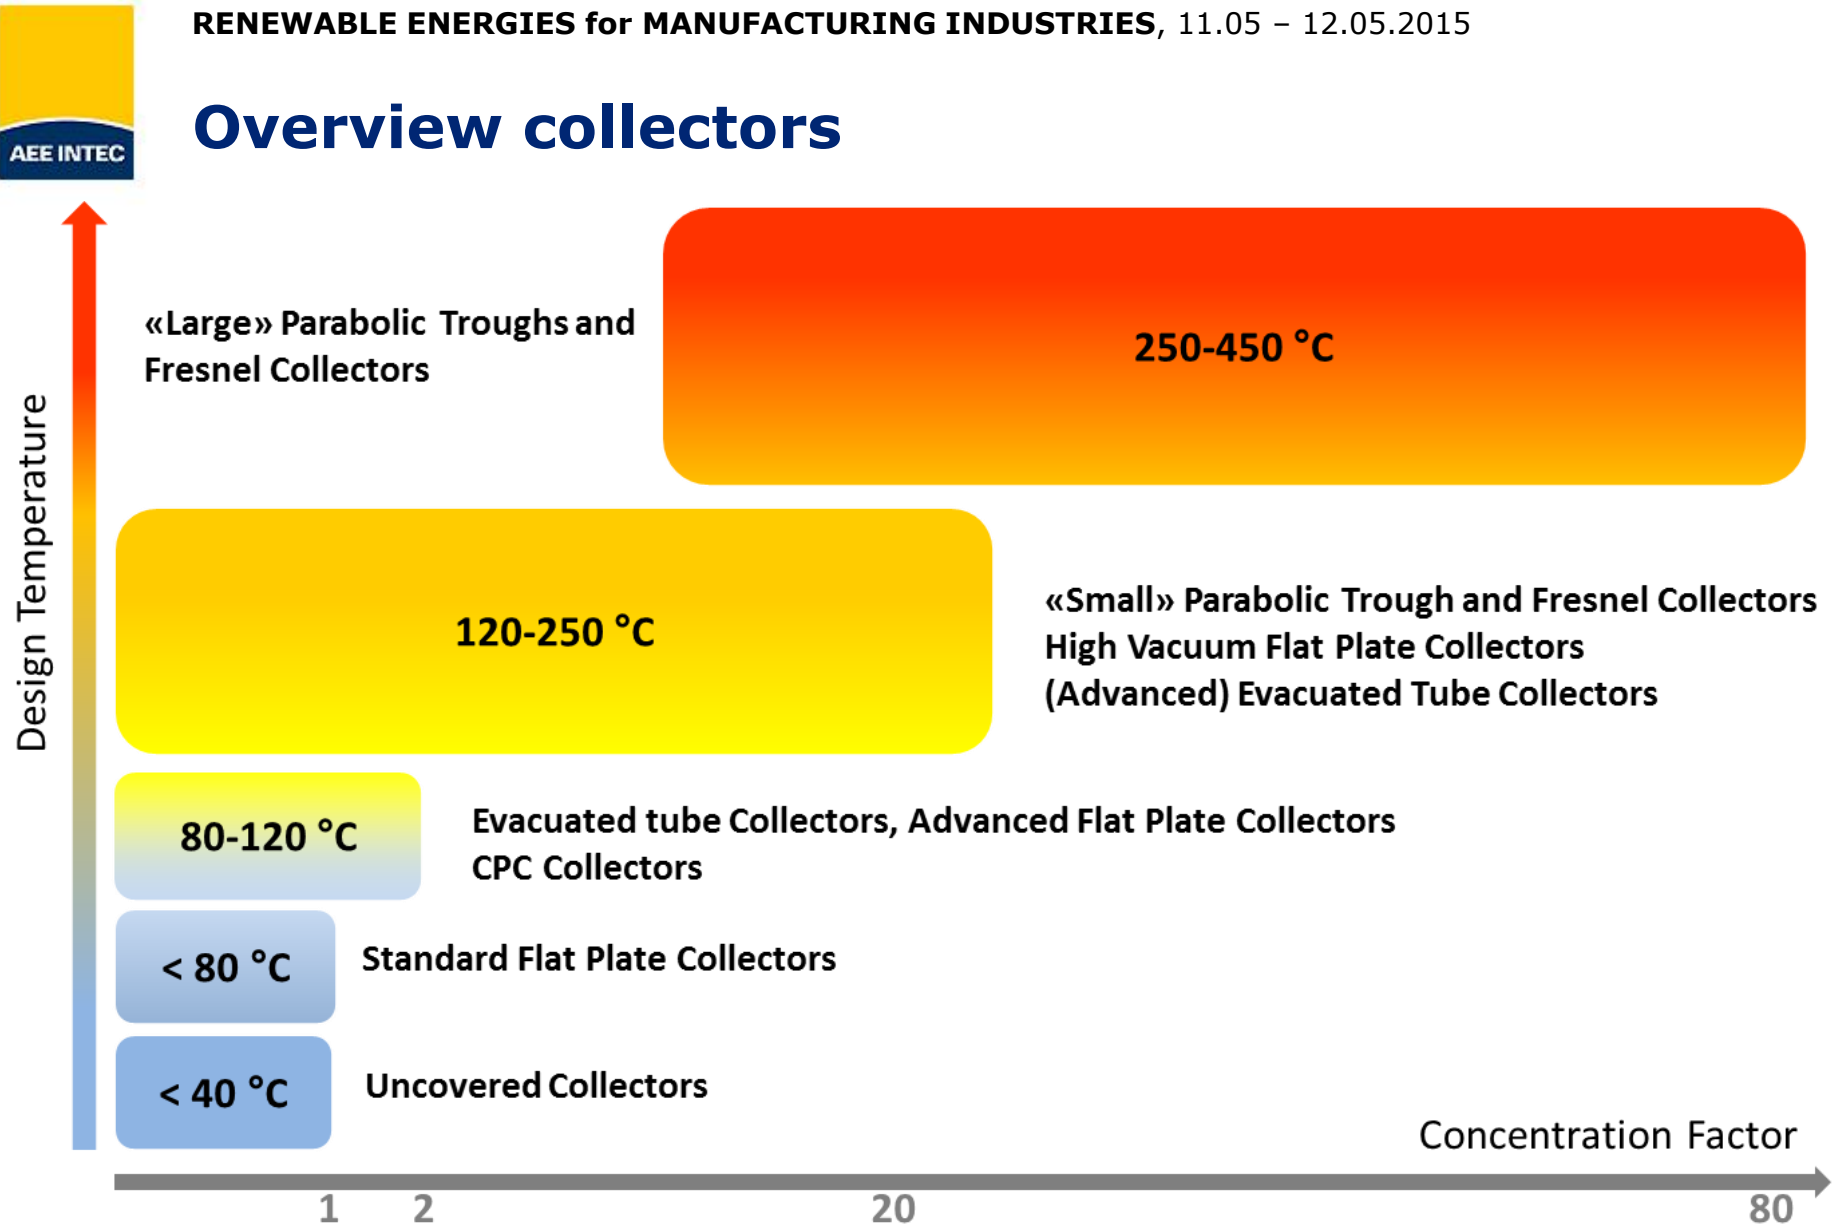 RENEWABLE ENERGIES for MANUFACTURING INDUSTRIES, 11.05 – 12.05.2015
AEE INTEC
Overview collectors
Design Temperature
«Large» Parabolic Troughs and
Fresnel Collectors
250-450 °C
120-250 °C
«Small» Parabolic Trough and Fresnel Collectors
High Vacuum Flat Plate Collectors
(Advanced) Evacuated Tube Collectors
80-120 °C
Evacuated tube Collectors, Advanced Flat Plate Collectors
CPC Collectors
< 80 °C
Standard Flat Plate Collectors
< 40 °C
Uncovered Collectors
Concentration Factor
1 2 20 80